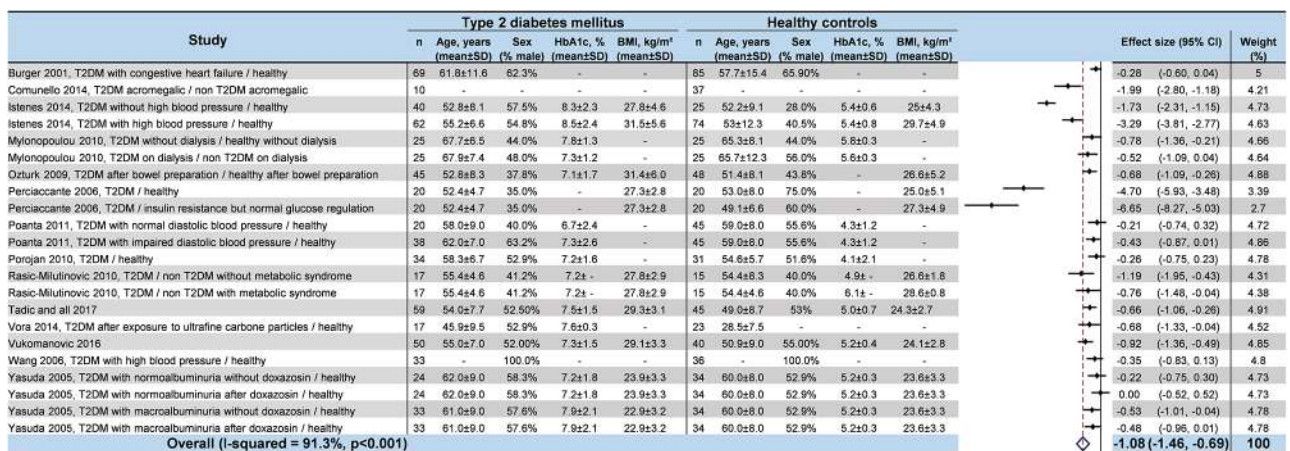 Type 2 diabetes mellitus Healthy controls
Study n Age, years Sex HbA1c, % BMI, kg/m² n Age, years Sex HbA1c, % BMI, kg/m² Effect size (95% CI) Weight
(mean±SD) (% male) (mean±SD) (mean±SD) (mean±SD) (% male) (mean±SD) (mean±SD) (%)
Burger 2001, T2DM with congestive heart failure / healthy 69 61.8±11.6 62.3% - - 85 57.7±15.4 65.90% - - -0.28 (-0.60, 0.04) 5
Comunello 2014, T2DM acromegalic / non T2DM acromegalic 10 - - - - 37 - - - - -1.99 (-2.80, -1.18) 4.21
Istenes 2014, T2DM without high blood pressure / healthy 40 52.8±8.1 57.5% 8.3±2.3 27.8±4.6 25 52.2±9.1 28.0% 5.4±0.6 25±4.3 -1.73 (-2.31, -1.15) 4.73
Istenes 2014, T2DM with high blood pressure / healthy 62 55.2±6.6 54.8% 8.5±2.4 31.5±5.6 74 53±12.3 40.5% 5.4±0.8 29.7±4.9 -3.29 (-3.81, -2.77) 4.63
Mylonopoulou 2010, T2DM without dialysis / healthy without dialysis 25 67.7±6.5 44.0% 7.8±1.3 - 25 65.3±8.1 44.0% 5.8±0.3 - -0.78 (-1.36, -0.21) 4.66
Mylonopoulou 2010, T2DM on dialysis / non T2DM on dialysis 25 67.9±7.4 48.0% 7.3±1.2 - 25 65.7±12.3 56.0% 5.6±0.3 - -0.52 (-1.09, 0.04) 4.64
Ozturk 2009, T2DM after bowel preparation / healthy after bowel preparation 45 52.8±8.3 37.8% 7.1±1.7 31.4±6.0 48 51.4±8.1 43.8% - 26.6±5.2 -0.68 (-1.09, -0.26) 4.88
Perciaccante 2006, T2DM / healthy 20 52.4±4.7 35.0% - 27.3±2.8 20 53.0±8.0 75.0% - 25.0±5.1 -4.70 (-5.93, -3.48) 3.39
Perciaccante 2006, T2DM / insulin resistance but normal glucose regulation 20 52.4±4.7 35.0% - 27.3±2.8 20 49.1±6.6 60.0% - 27.3±4.9 -6.65 (-8.27, -5.03) 2.7
Poanta 2011, T2DM with normal diastolic blood pressure / healthy 20 58.0±9.0 40.0% 6.7±2.4 - 45 59.0±8.0 55.6% 4.3±1.2 - -0.21 (-0.74, 0.32) 4.72
Poanta 2011, T2DM with impaired diastolic blood pressure / healthy 38 62.0±7.0 63.2% 7.3±2.6 - 45 59.0±8.0 55.6% 4.3±1.2 - -0.43 (-0.87, 0.01) 4.86
Porojan 2010, T2DM / healthy 34 58.3±6.7 52.9% 7.2±1.6 - 31 54.6±5.7 51.6% 4.1±2.1 - -0.26 (-0.75, 0.23) 4.78
Rasic-Milutinovic 2010, T2DM / non T2DM without metabolic syndrome 17 55.4±4.6 41.2% 7.2± - 27.8±2.9 15 54.4±8.3 40.0% 4.9± - 26.6±1.8 -1.19 (-1.95, -0.43) 4.31
Rasic-Milutinovic 2010, T2DM / non T2DM with metabolic syndrome 17 55.4±4.6 41.2% 7.2± - 27.8±2.9 15 54.4±4.6 40.0% 6.1± - 28.6±0.8 -0.76 (-1.48, -0.04) 4.38
Tadic and all 2017 59 54.0±7.7 52.50% 7.5±1.5 29.3±3.1 45 49.0±8.7 53% 5.0±0.7 24.3±2.7 -0.66 (-1.06, -0.26) 4.91
Vora 2014, T2DM after exposure to ultrafine carbone particles / healthy 17 45.9±9.5 52.9% 7.6±0.3 - 23 28.5±7.5 - - - -0.68 (-1.33, -0.04) 4.52
Vukomanovic 2016 50 55.0±7.0 52.00% 7.3±1.5 29.1±3.3 40 50.9±9.0 55.00% 5.2±0.4 24.1±2.8 -0.92 (-1.36, -0.49) 4.85
Wang 2006, T2DM with high blood pressure / healthy 33 - 100.0% - - 36 - 100.0% - - -0.35 (-0.83, 0.13) 4.8
Yasuda 2005, T2DM with normoalbuminuria without doxazosin / healthy 24 62.0±9.0 58.3% 7.2±1.8 23.9±3.3 34 60.0±8.0 52.9% 5.2±0.3 23.6±3.3 -0.22 (-0.75, 0.30) 4.73
Yasuda 2005, T2DM with normoalbuminuria after doxazosin / healthy 24 62.0±9.0 58.3% 7.2±1.8 23.9±3.3 34 60.0±8.0 52.9% 5.2±0.3 23.6±3.3 0.00 (-0.52, 0.52) 4.73
Yasuda 2005, T2DM with macroalbuminuria without doxazosin / healthy 33 61.0±9.0 57.6% 7.9±2.1 22.9±3.2 34 60.0±8.0 52.9% 5.2±0.3 23.6±3.3 -0.53 (-1.01, -0.04) 4.78
Yasuda 2005, T2DM with macroalbuminuria after doxazosin / healthy 33 61.0±9.0 57.6% 7.9±2.1 22.9±3.2 34 60.0±8.0 52.9% 5.2±0.3 23.6±3.3 -0.48 (-0.96, 0.01) 4.78
Overall (I-squared = 91.3%, p<0.001) -1.08 (-1.46, -0.69) 100